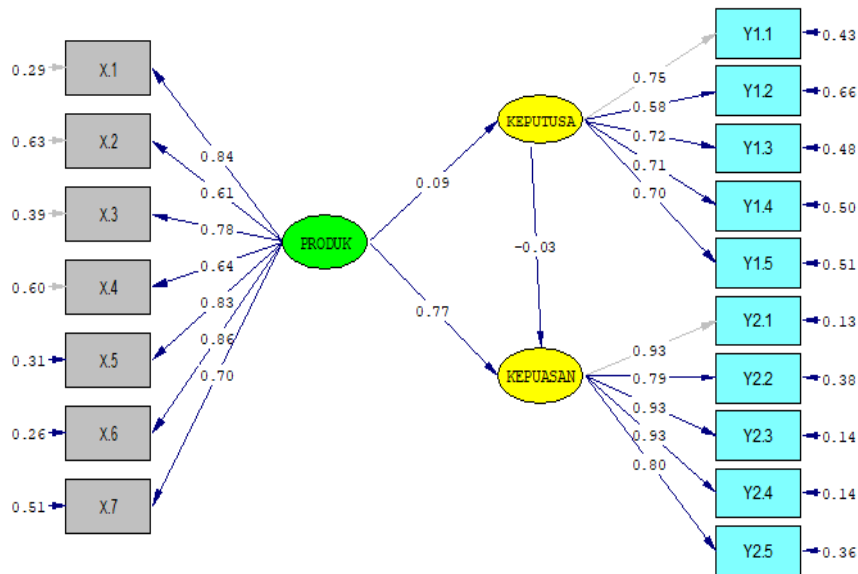 0.29
X.1
0.63
X.2
0.39
X.3
0.60
X.4
0.31
X.5
0.26
X.6
0.51
X.7
0.84
0.61
0.78
0.64
0.83
0.86
0.70
PRODUK
0.09
0.77
KEPUTUSA
-0.03
KEPUASAN
0.75
0.58
0.72
0.71
0.70
0.93
0.79
0.93
0.93
0.80
Y1.1
0.43
Y1.2
0.66
Y1.3
0.48
Y1.4
0.50
Y1.5
0.51
Y2.1
0.13
Y2.2
0.38
Y2.3
0.14
Y2.4
0.14
Y2.5
0.36